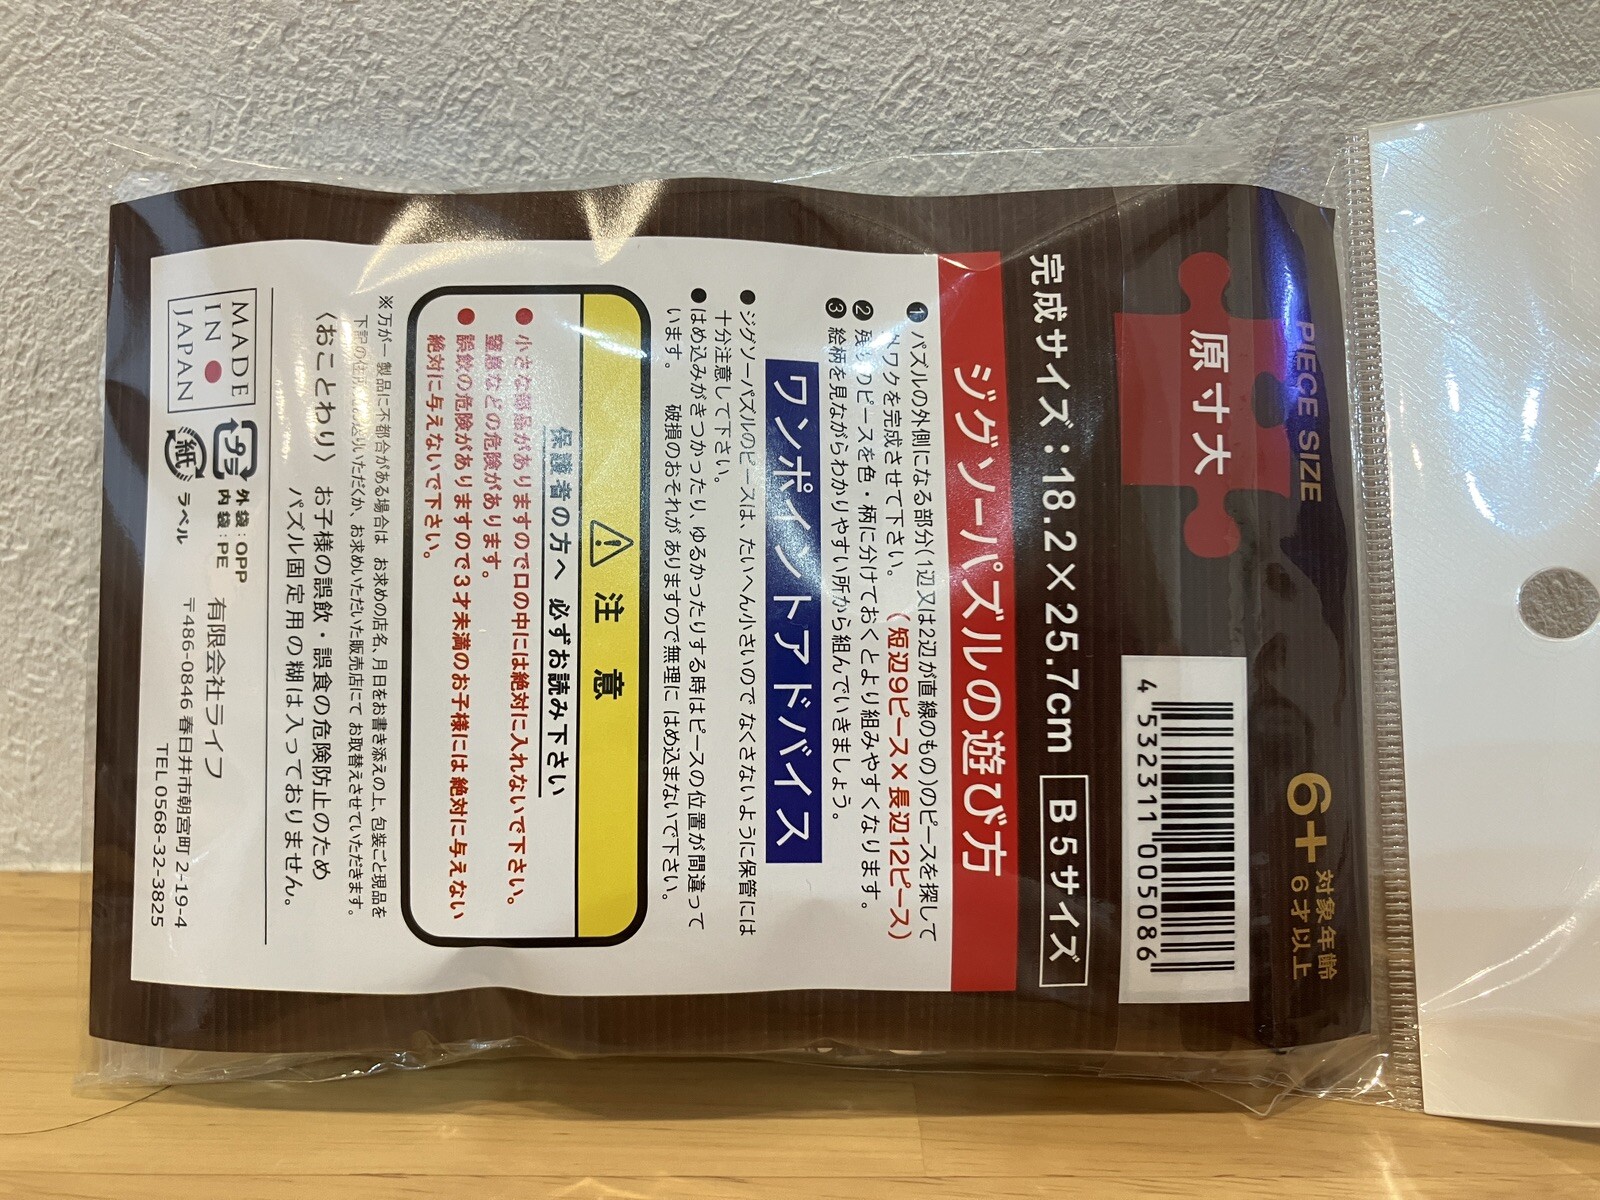 PIECE SIZE
原寸大
6+ 対象年齢
6才以上
4 532311 005086
完成サイズ:18.2×25.7cm B5サイズ
ジグソーパズルの遊び方
❶ パズルの外側になる部分(1辺又は2辺が直線のもの)のピースを探して
ワクを完成させて下さい。 (短辺9ピース×長辺12ピース)
❷ 残りのピースを色・柄に分けておくとより組みやすくなります。
❸ 絵柄を見ながらわかりやすい所から組んでいきましょう。
ワンポイントアドバイス
● ジグソーパズルのピースは、たいへん小さいので なくさないように保管には
十分注意して下さい。
● はめ込みがきつかったり、ゆるかったりする時はピースの位置が間違って
います。 破損のおそれが ありますので無理に はめ込まないで下さい。
⚠ 注意
保護者の方へ 必ずお読み下さい
● 小さな部品がありますので口の中には絶対に入れないで下さい。
窒息などの危険があります。
● 誤飲の危険がありますので3才未満のお子様には絶対に与えない
絶対に与えないで下さい。
※万が一 製品に不都合がある場合は お求めの店名、月日をお書き添えの上、包装ごと現品を
下記の住所にお送りいただくか、お求めいただいた販売店にて お取替えさせていただきます。
〈おことわり〉 お子様の誤飲・誤食の危険防止のため
パズル固定用の糊は入っておりません。
MADE
IN
JAPAN
プラ 外袋:OPP
内袋:PE
紙 ラベル
有限会社ライフ
〒486-0846 春日井市朝宮町 2-19-4
TEL 0568-32-3825